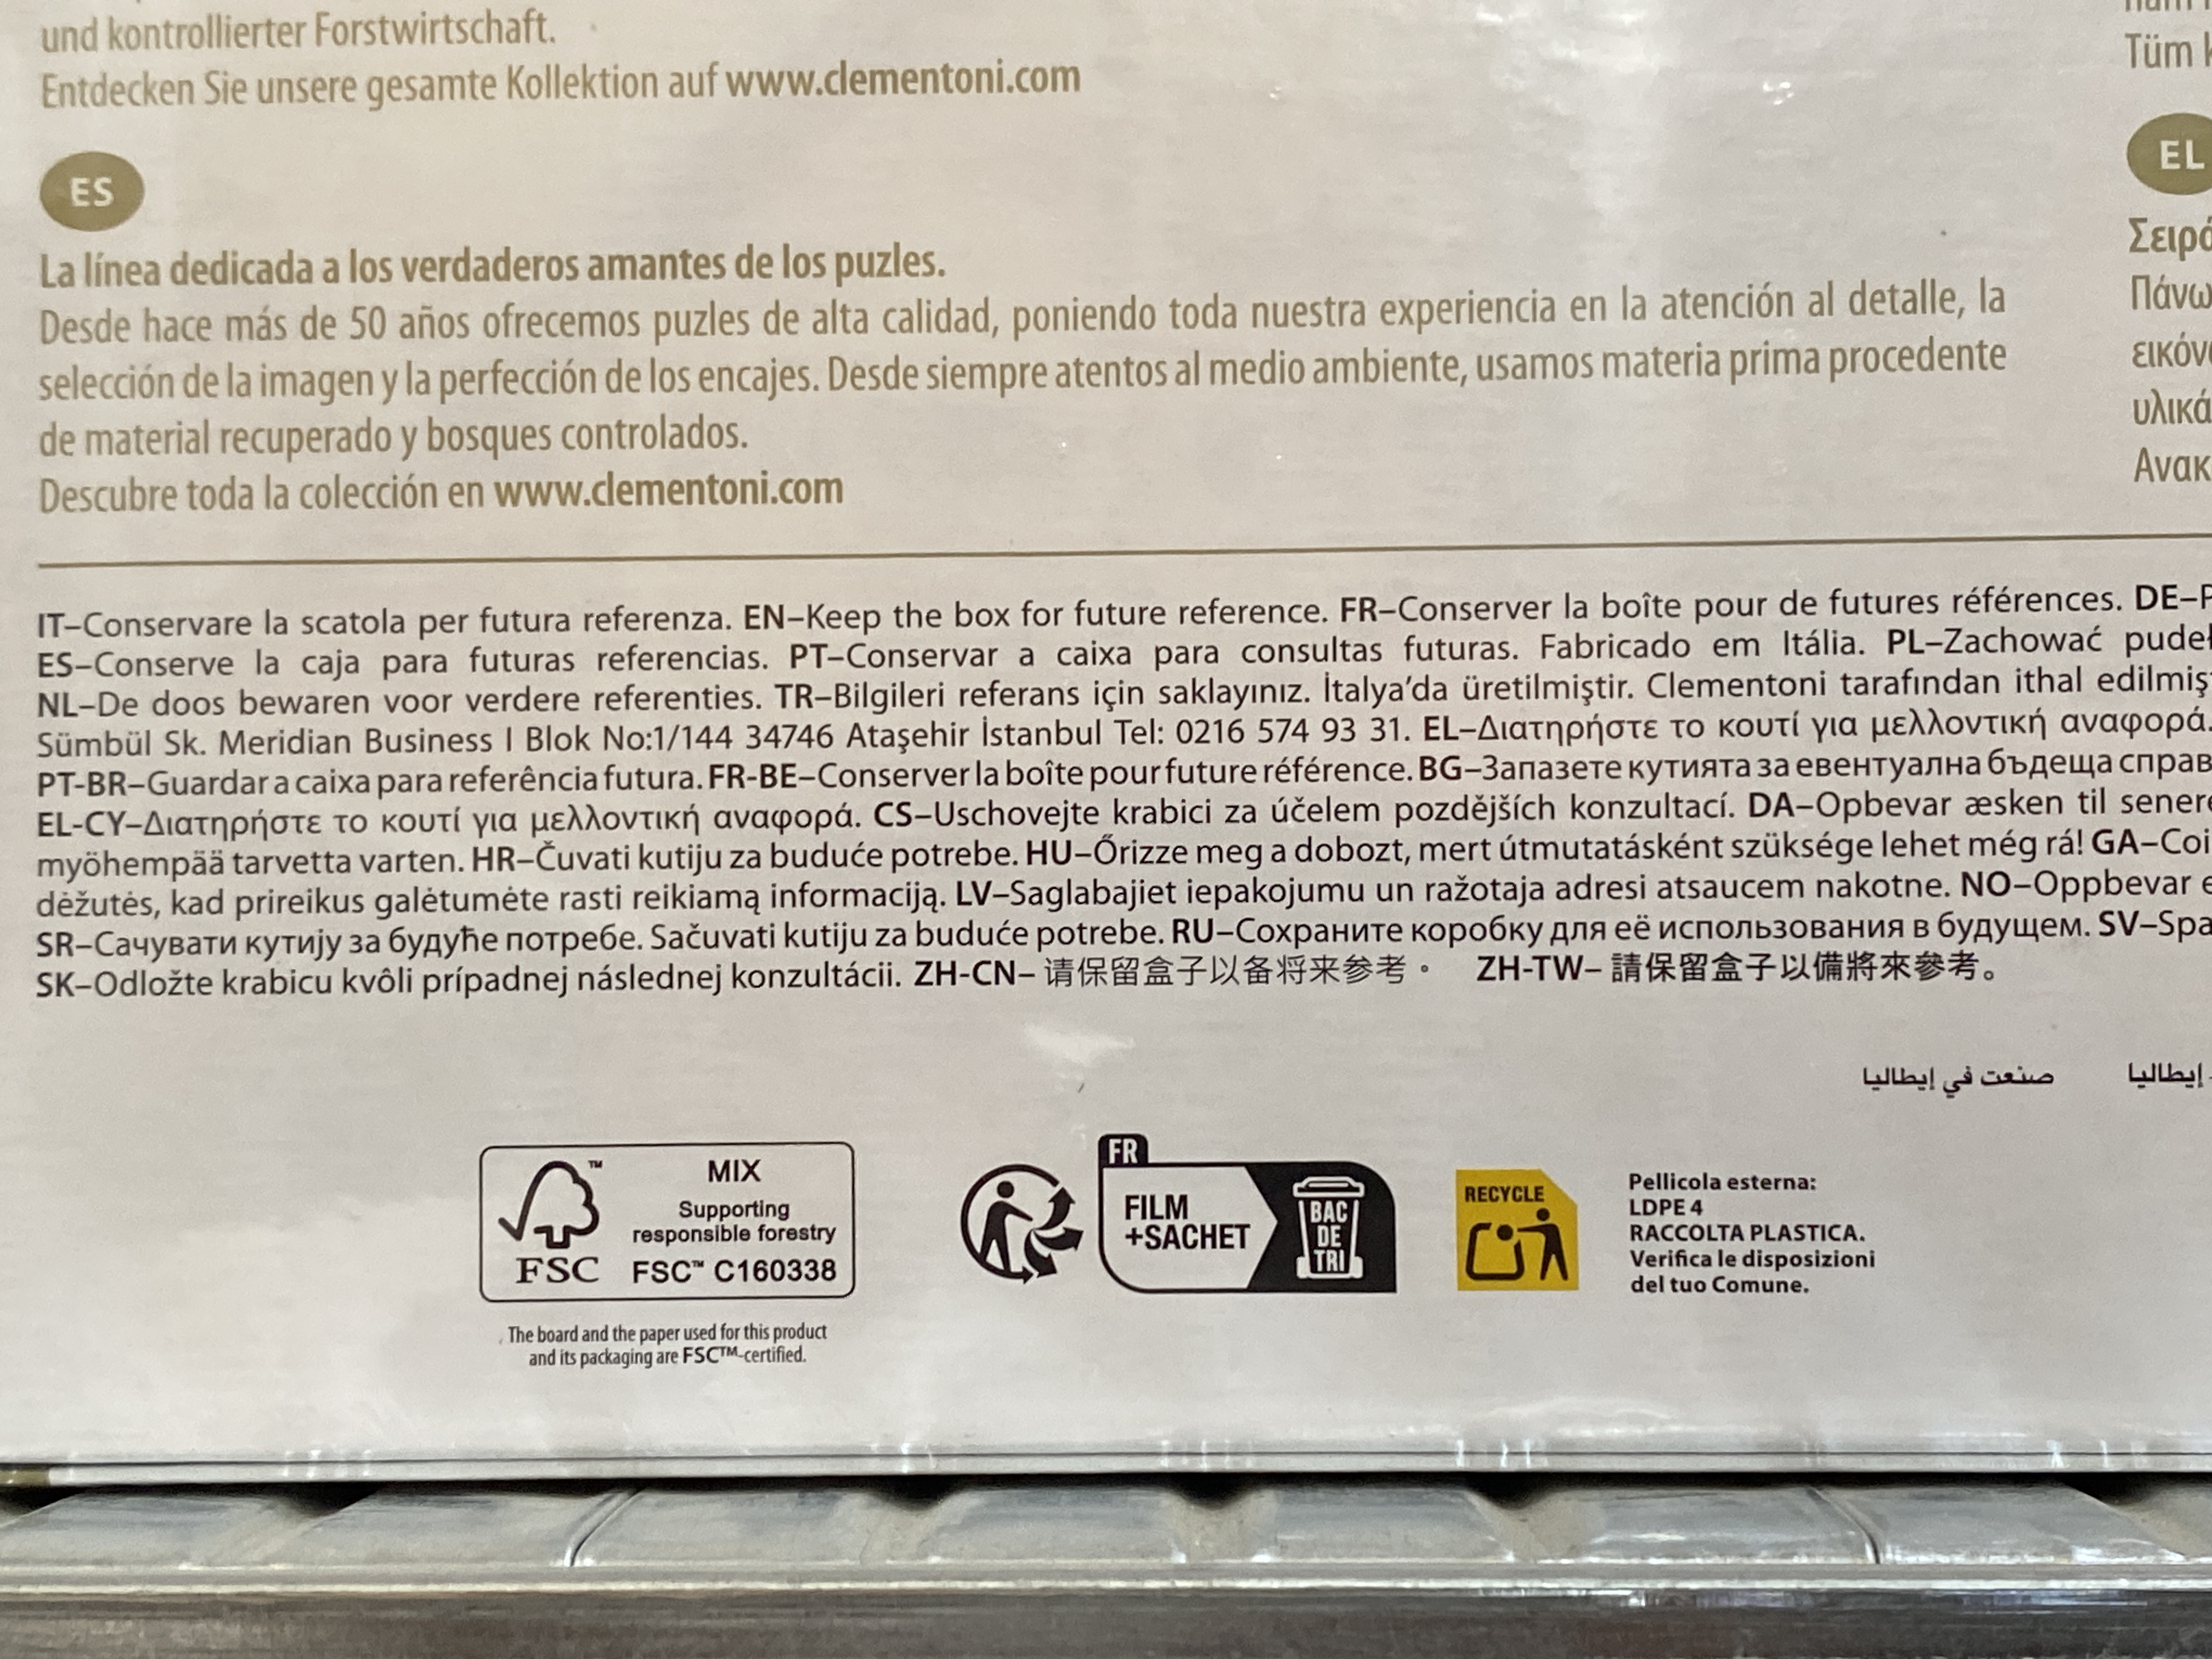 und kontrollierter Forstwirtschaft.
Entdecken Sie unsere gesamte Kollektion auf www.clementoni.com
ES
La línea dedicada a los verdaderos amantes de los puzles.
Desde hace más de 50 años ofrecemos puzles de alta calidad, poniendo toda nuestra experiencia en la atención al detalle, la
selección de la imagen y la perfección de los encajes. Desde siempre atentos al medio ambiente, usamos materia prima procedente
de material recuperado y bosques controlados.
Descubre toda la colección en www.clementoni.com
Tüm
EL
IT–Conservare la scatola per futura referenza. EN–Keep the box for future reference. FR–Conserver la boîte pour de futures références. DE–
ES–Conserve la caja para futuras referencias. PT–Conservar a caixa para consultas futuras. Fabricado em Itália. PL–Zachować
NL–De doos bewaren voor verdere referenties. TR–Bilgileri referans için saklayınız. İtalya’da üretilmiştir. Clementoni tarafından ithal
Sümbül Sk. Meridian Business I Blok No:1/144 34746 Ataşehir İstanbul Tel: 0216 574 93 31. EL–Διατηρήστε το κουτί για μελλοντική αναφορά.
PT-BR–Guardar a caixa para referência futura. FR-BE–Conserver la boîte pour future référence. BG–Запазете кутията за евентуална бъдеща
EL-CY–Διατηρήστε το κουτί για μελλοντική αναφορά. CS–Uschovejte krabici za účelem pozdějších konzultací. DA–Opbevar æsken til
myöhempää tarvetta varten. HR–Čuvati kutiju za buduće potrebe. HU–Őrizze meg a dobozt, mert útmutatásként szüksége lehet még rá! GA–
dėžutės, kad prireikus galėtumėte rasti reikiamą informaciją. LV–Saglabajiet iepakojumu un ražotaja adresi atsaucem nakotne. NO–Oppbevar
SR–Сачувати кутију за будуће потребе. Sačuvati kutiju za buduće potrebe. RU–Сохраните коробку для её использования в будущем. SV–
SK–Odložte krabicu kvôli prípadnej následnej konzultácii. ZH-CN– 请保留盒子以备将来参考。 ZH-TW– 請保留盒子以備將來參考。
صنعت في إيطاليا
إيطاليا
MIX
Supporting
responsible forestry
FSC FSC™ C160338
The board and the paper used for this product
and its packaging are FSC™-certified.
FR
FILM
+SACHET
BAC
DE
TRI
RECYCLE
Pellicola esterna:
LDPE 4
RACCOLTA PLASTICA.
Verifica le disposizioni
del tuo Comune.